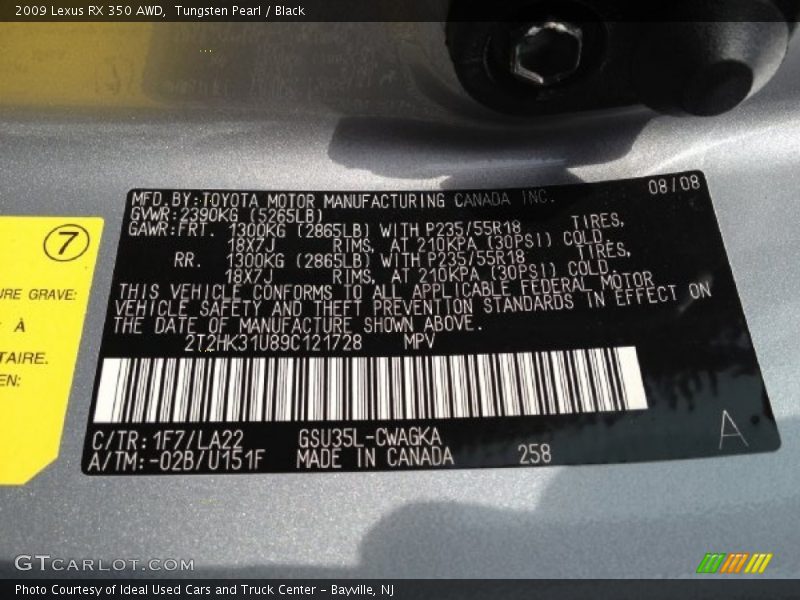 2009 Lexus RX 350 AWD, Tungsten Pearl / Black
MFD.BY:TOYOTA MOTOR MANUFACTURING CANADA INC. 08/08
GVWR:2390KG (5265LB)
GAWR:FRT. 1300KG (2865LB) WITH P235/55R18 TIRES,
18X7J RIMS, AT 210KPA (30PSI) COLD
RR. 1300KG (2865LB) WITH P235/55R18 TIRES,
18X7J RIMS, AT 210KPA (30PSI) COLD.
THIS VEHICLE CONFORMS TO ALL APPLICABLE FEDERAL MOTOR
VEHICLE SAFETY AND THEFT PREVENTION STANDARDS IN EFFECT ON
THE DATE OF MANUFACTURE SHOWN ABOVE.
2T2HK31U89C121728 MPV
C/TR:1F7/LA22 GSU35L-CWAGKA
A/TM:-02B/U151F MADE IN CANADA 258
A
7
URE GRAVE:
À
TAIRE.
EN:
GTCARLOT.COM
Photo Courtesy of Ideal Used Cars and Truck Center - Bayville, NJ